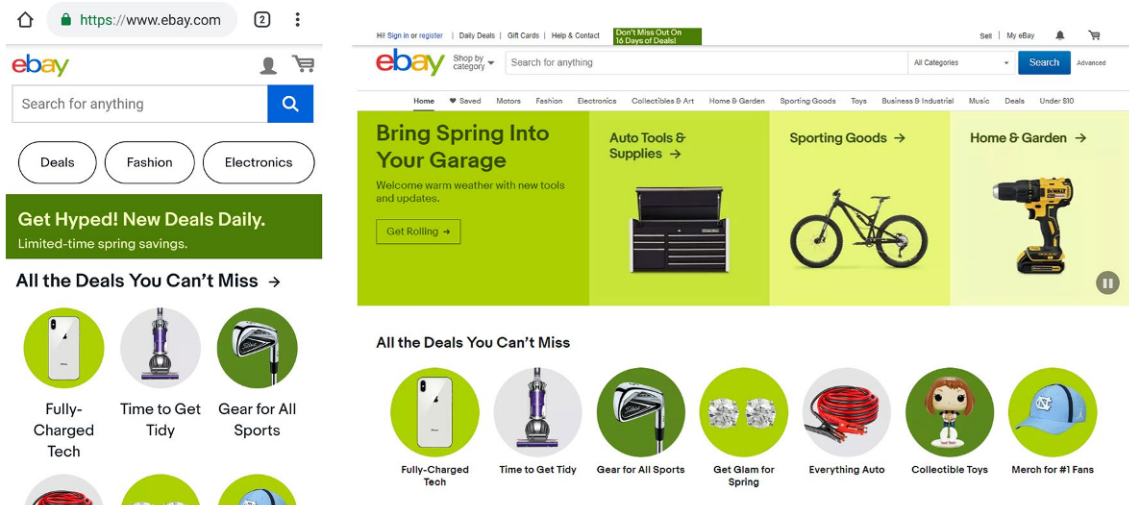 https://www.ebay.com
2
ebay
Search for anything
Deals
Fashion
Electronics
Get Hyped! New Deals Daily.
Limited-time spring savings.
All the Deals You Can't Miss →
Fully-
Charged
Tech
Time to Get
Tidy
Gear for All
Sports
Hi! Sign in or register | Daily Deals | Gift Cards | Help & Contact
Don't Miss Out On
16 Days of Deals!
Sell | My eBay
ebay
Shop by
category
Search for anything
All Categories
Search
Advanced
Home Saved Motors Fashion Electronics Collectibles & Art Home & Garden Sporting Goods Toys Business & Industrial Music Deals Under $10
Bring Spring Into
Your Garage
Welcome warm weather with new tools
and updates.
Get Rolling →
Auto Tools &
Supplies →
Sporting Goods →
Home & Garden →
DEWALT
All the Deals You Can't Miss
Fully-Charged
Tech
Time to Get Tidy
Gear for All Sports
Get Glam for
Spring
Everything Auto
Collectible Toys
Merch for #1 Fans